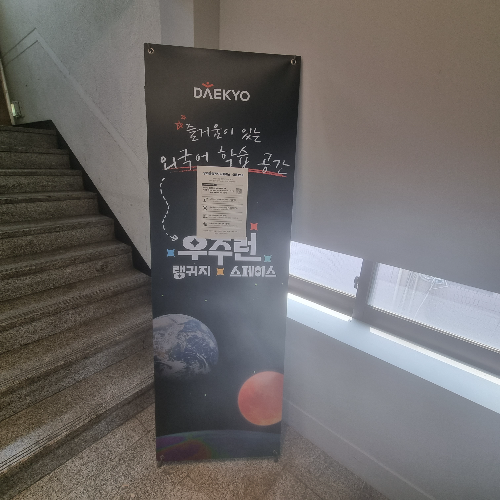 DAEKYO
즐거움이 있는
외국어 학습 공간
우주런
탱귀지 스페이스